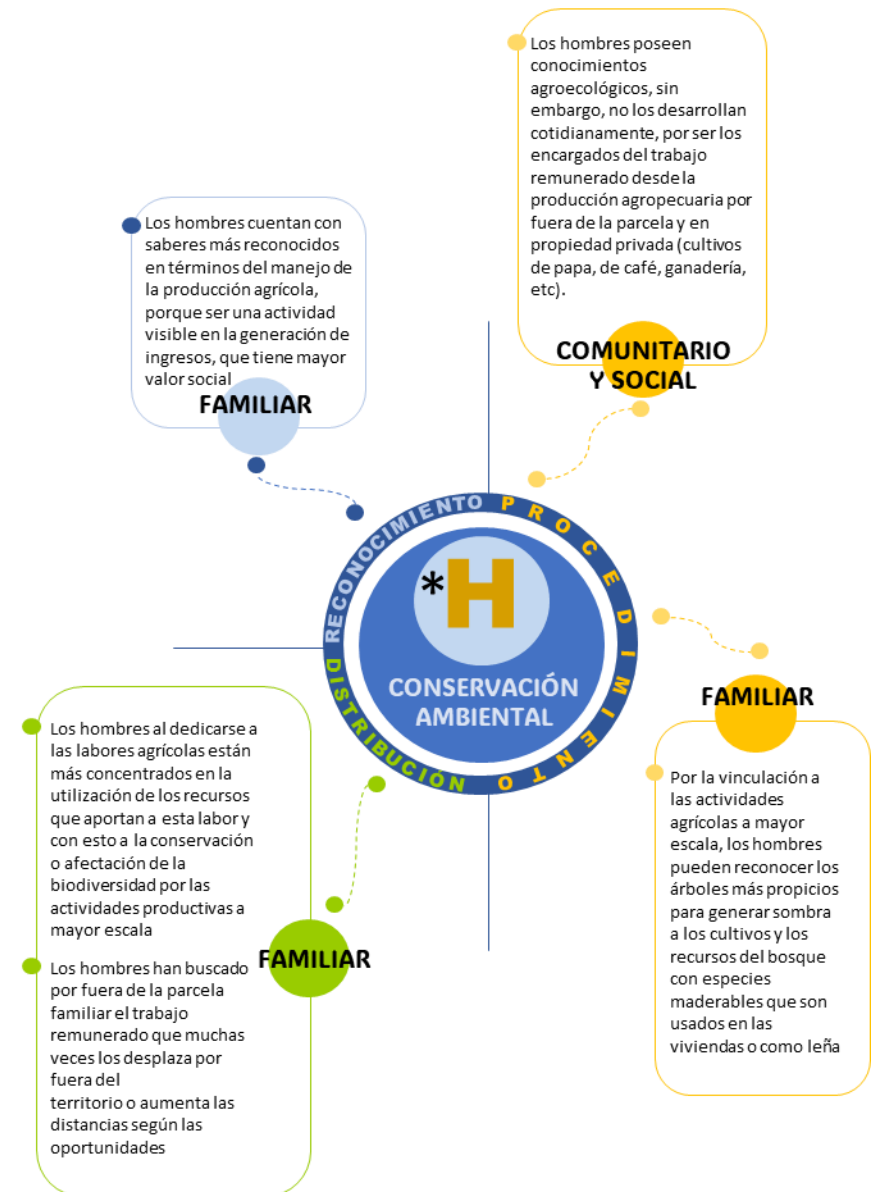 Los hombres poseen
conocimientos
agroecológicos, sin
embargo, no los desarrollan
cotidianamente, por ser los
encargados del trabajo
remunerado desde la
producción agropecuaria por
fuera de la parcela y en
propiedad privada (cultivos
de papa, de café, ganadería,
etc).
COMUNITARIO
Y SOCIAL
Los hombres cuentan con
saberes más reconocidos
en términos del manejo de
la producción agrícola,
porque ser una actividad
visible en la generación de
ingresos, que tiene mayor
valor social
FAMILIAR
RECONOCIMIENTO
PROCEDIMIENTO
DISTRIBUCIÓN
*H
CONSERVACIÓN
AMBIENTAL
FAMILIAR
Por la vinculación a
las actividades
agrícolas a mayor
escala, los hombres
pueden reconocer los
árboles más propicios
para generar sombra
a los cultivos y los
recursos del bosque
con especies
maderables que son
usados en las
viviendas o como leña
Los hombres al dedicarse a
las labores agrícolas están
más concentrados en la
utilización de los recursos
que aportan a esta labor y
con esto a la conservación
o afectación de la
biodiversidad por las
actividades productivas a
mayor escala
Los hombres han buscado
por fuera de la parcela
familiar el trabajo
remunerado que muchas
veces los desplaza por
fuera del
territorio o aumenta las
distancias según las
oportunidades
FAMILIAR